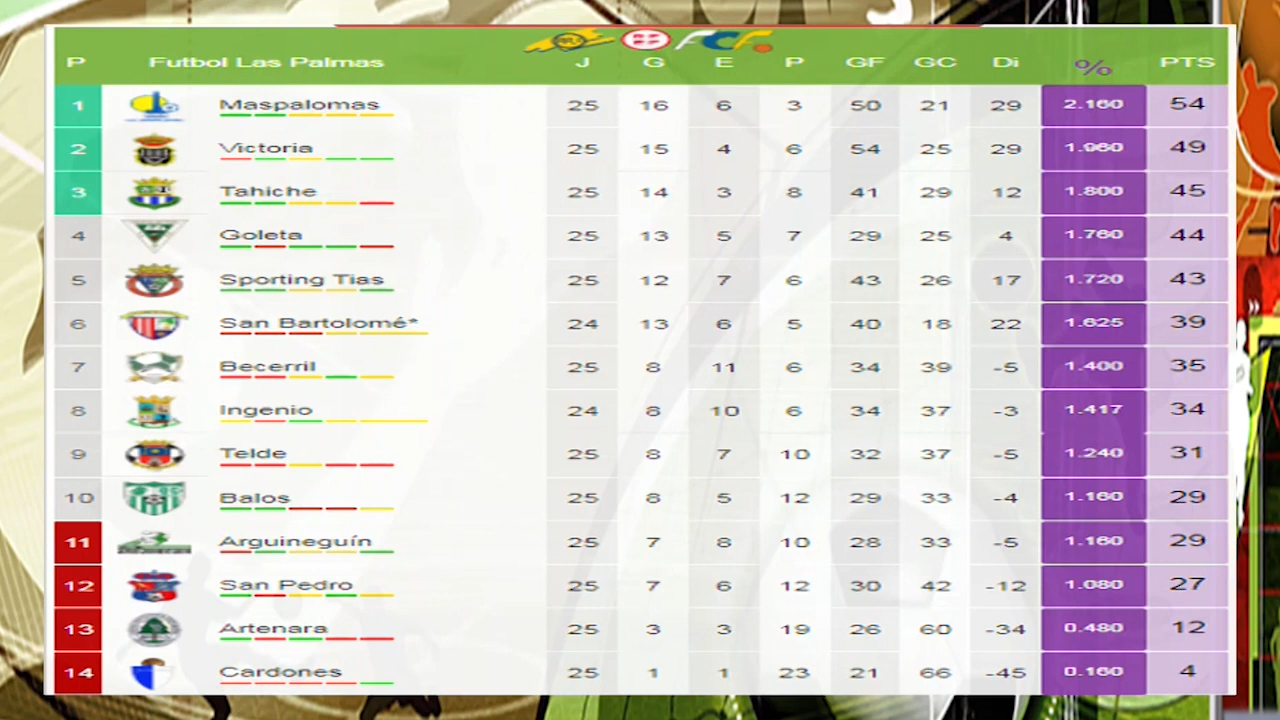 P Futbol Las Palmas J G E P GF GC Di % PTS
1 Maspalomas 25 16 6 3 50 21 29 2.160 54
2 Victoria 25 15 4 6 54 25 29 1.960 49
3 Tahiche 25 14 3 8 41 29 12 1.800 45
4 Goleta 25 13 5 7 29 25 4 1.760 44
5 Sporting Tias 25 12 7 6 43 26 17 1.720 43
6 San Bartolomé* 24 13 6 5 40 18 22 1.625 39
7 Becerril 25 8 11 6 34 39 -5 1.400 35
8 Ingenio 24 8 10 6 34 37 -3 1.417 34
9 Telde 25 8 7 10 32 37 -5 1.240 31
10 Balos 25 8 5 12 29 33 -4 1.160 29
11 Arguineguín 25 7 8 10 28 33 -5 1.160 29
12 San Pedro 25 7 6 12 30 42 -12 1.080 27
13 Artenara 25 3 3 19 26 60 -34 0.480 12
14 Cardones 25 1 1 23 21 66 -45 0.160 4